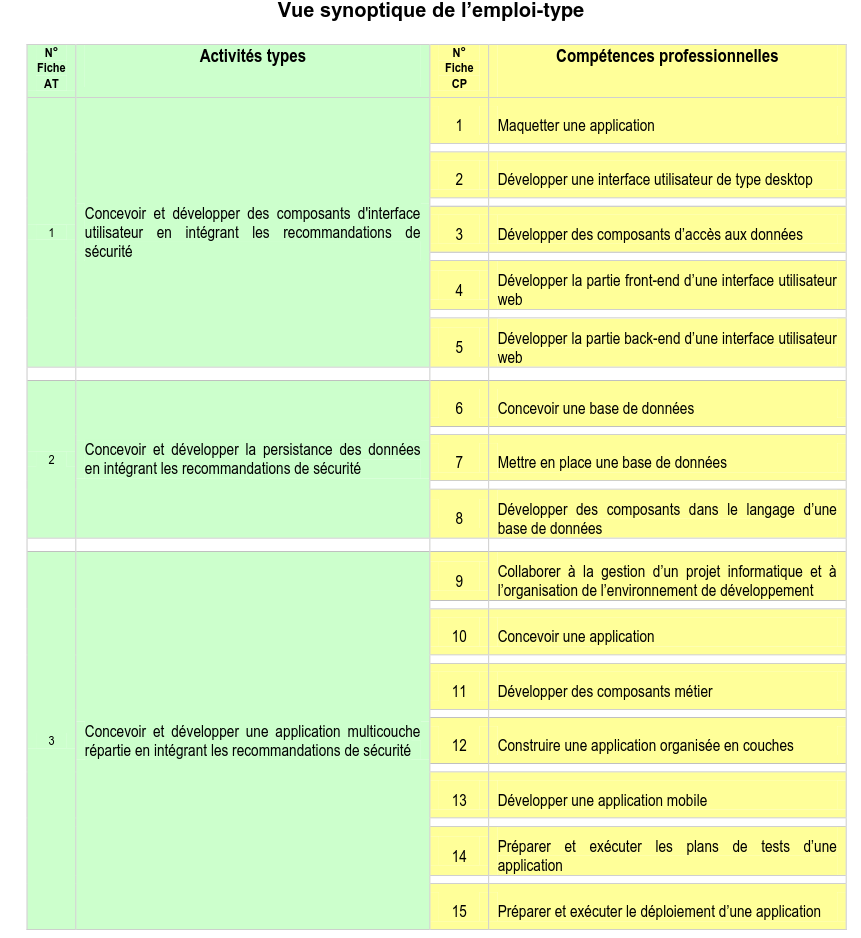 Vue synoptique de l’emploi-type
N°
Fiche
AT
Activités types
N°
Fiche
CP
Compétences professionnelles
1
Concevoir et développer des composants d'interface
utilisateur en intégrant les recommandations de
sécurité
1
Maquetter une application
2
Développer une interface utilisateur de type desktop
3
Développer des composants d’accès aux données
4
Développer la partie front-end d’une interface utilisateur
web
5
Développer la partie back-end d’une interface utilisateur
web
2
Concevoir et développer la persistance des données
en intégrant les recommandations de sécurité
6
Concevoir une base de données
7
Mettre en place une base de données
8
Développer des composants dans le langage d’une
base de données
3
Concevoir et développer une application multicouche
répartie en intégrant les recommandations de sécurité
9
Collaborer à la gestion d’un projet informatique et à
l’organisation de l’environnement de développement
10
Concevoir une application
11
Développer des composants métier
12
Construire une application organisée en couches
13
Développer une application mobile
14
Préparer et exécuter les plans de tests d’une
application
15
Préparer et exécuter le déploiement d’une application